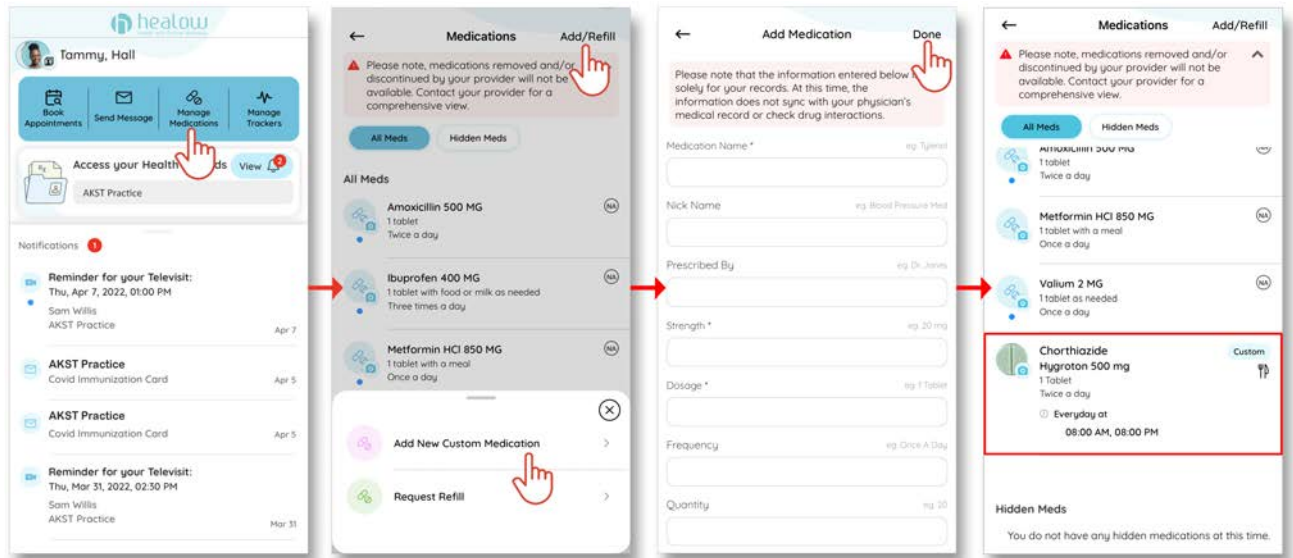 healow
Tammy, Hall
Book
Appointments
Send Message
Manage
Medications
Manage
Trackers
Access your Health
ds
View
2
AKST Practice
Notifications 1
Reminder for your Televisit:
Thu, Apr 7, 2022, 01:00 PM
Sam Willis
AKST Practice
Apr 7
AKST Practice
Covid Immunization Card
Apr 5
AKST Practice
Covid Immunization Card
Apr 5
Reminder for your Televisit:
Thu, Mar 31, 2022, 02:30 PM
Sam Willis
AKST Practice
Mar 31
Medications
Add/Refill
Please note, medications removed and/or
discontinued by your provider will not be
available. Contact your provider for a
comprehensive view.
All Meds
Hidden Meds
All Meds
Amoxicillin 500 MG
NA
1 tablet
Twice a day
Ibuprofen 400 MG
NA
1 tablet with food or milk as needed
Three times a day
Metformin HCl 850 MG
NA
1 tablet with a meal
Once a day
Add New Custom Medication
Request Refill
Add Medication
Done
Please note that the information entered below
solely for your records. At this time, the
information does not sync with your physician's
medical record or check drug interactions.
Medication Name *
eg. Tylenol
Nick Name
eg. Blood Pressure Med
Prescribed By
eg. Dr. Jones
Strength *
eg. 20 mg
Dosage *
eg. 1 Tablet
Frequency
eg. Once A Day
Quantity
eg. 20
Medications
Add/Refill
Please note, medications removed and/or
discontinued by your provider will not be
available. Contact your provider for a
comprehensive view.
All Meds
Hidden Meds
Amoxicillin 500 MG
1 tablet
Twice a day
Metformin HCl 850 MG
NA
1 tablet with a meal
Once a day
Valium 2 MG
NA
1 tablet as needed
Once a day
Chorthiazide
Custom
Hygroton 500 mg
1 Tablet
Twice a day
Everyday at
08:00 AM, 08:00 PM
Hidden Meds
You do not have any hidden medications at this time.